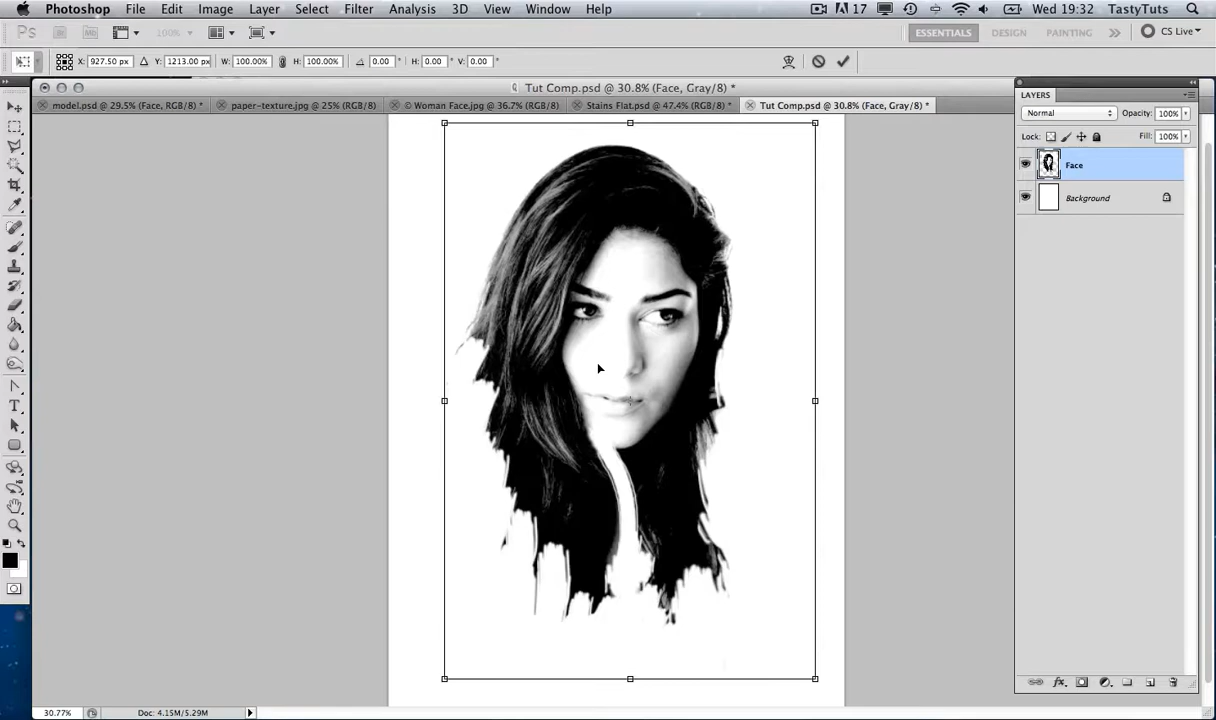 Photoshop File Edit Image Layer Select Filter Analysis 3D View Window Help 17 Wed 19:32 TastyTuts
Ps Mb 100% ESSENTIALS DESIGN PAINTING >> CS Live
X: 927.50 px Y: 1213.00 px W: 100.00% H: 100.00% 0.00 ° H: 0.00 ° V: 0.00 °
Tut Comp.psd @ 30.8% (Face, Gray/8) *
model.psd @ 29.5% (Face, RGB/8) * paper-texture.jpg @ 25% (RGB/8) © Woman Face.jpg @ 36.7% (RGB/8) Stains Flat.psd @ 47.4% (RGB/8) * Tut Comp.psd @ 30.8% (Face, Gray/8) *
LAYERS
Normal Opacity: 100%
Lock: Fill: 100%
Face
Background
fx
30.77% Doc: 4.15M/5.29M